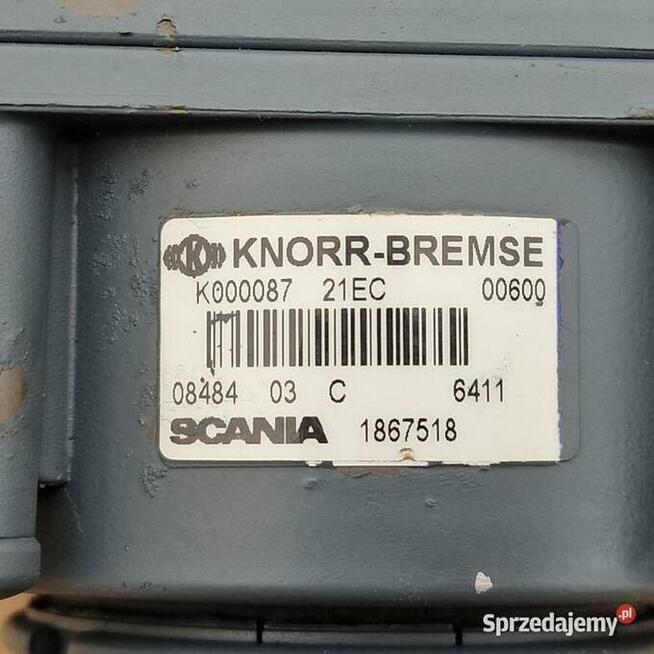 KNORR-BREMSE
K000087 21EC 00600
08484 03 C 6411
SCANIA 1867518
Sprzedajemy.pl